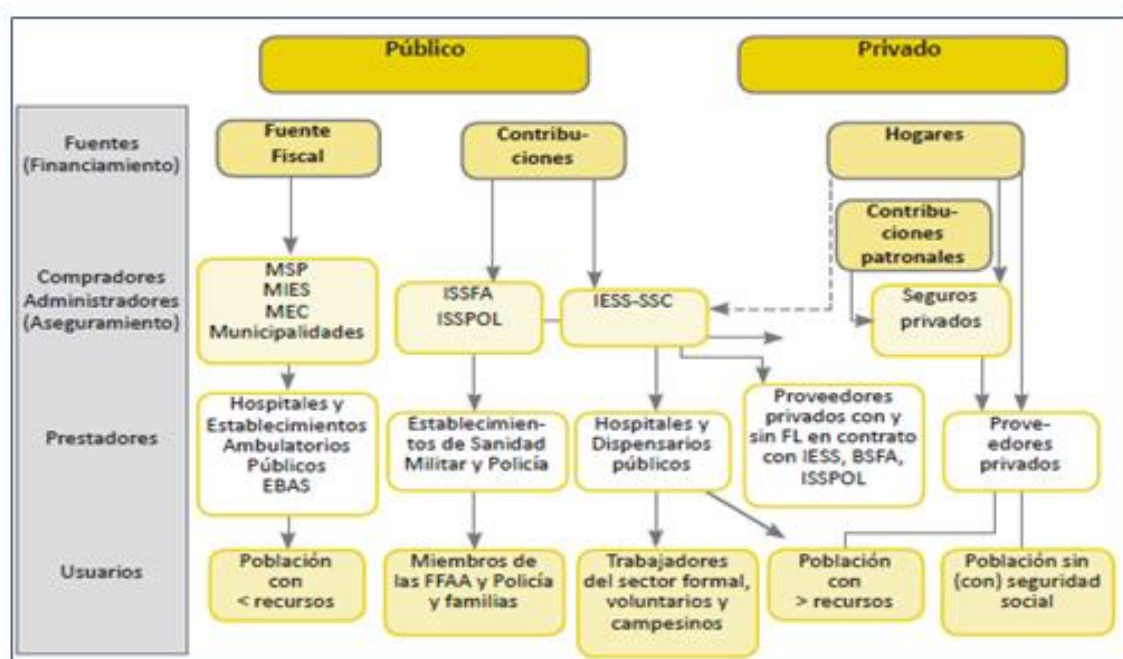 Público
Privado
Fuentes
(Financiamiento)
Fuente
Fiscal
Contribu-
ciones
Hogares
Contribu-
ciones
patronales
Compradores
Administradores
(Aseguramiento)
MSP
MIES
MEC
Municipalidades
ISSFA
ISSPOL
IESS-SSC
Seguros
privados
Prestadores
Hospitales y
Establecimientos
Ambulatorios
Públicos
EBAS
Establecimien-
tos de Sanidad
Militar y Policía
Hospitales y
Dispensarios
públicos
Proveedores
privados con y
sin FL en contrato
con IESS, BSFA,
ISSPOL
Prove-
edores
privados
Usuarios
Población
con
< recursos
Miembros de
las FFAA y Policía
y familias
Trabajadores
del sector formal,
voluntarios y
campesinos
Población
con
> recursos
Población sin
(con) seguridad
social